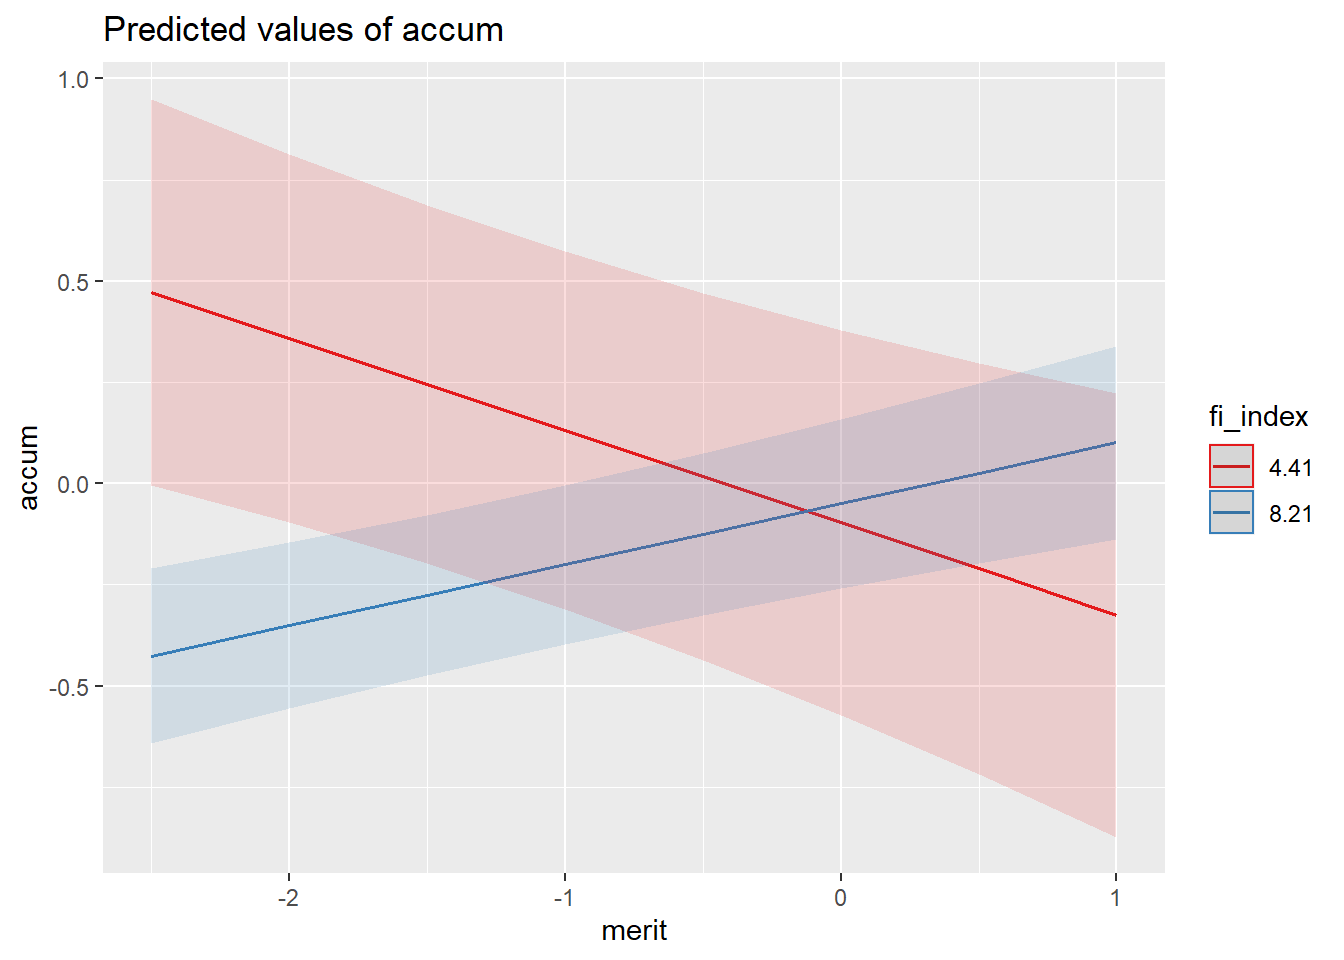 Predicted values of accum
1.0
0.5
0.0
-0.5
accum
-2
-1
0
1
merit
fi_index
4.41
8.21